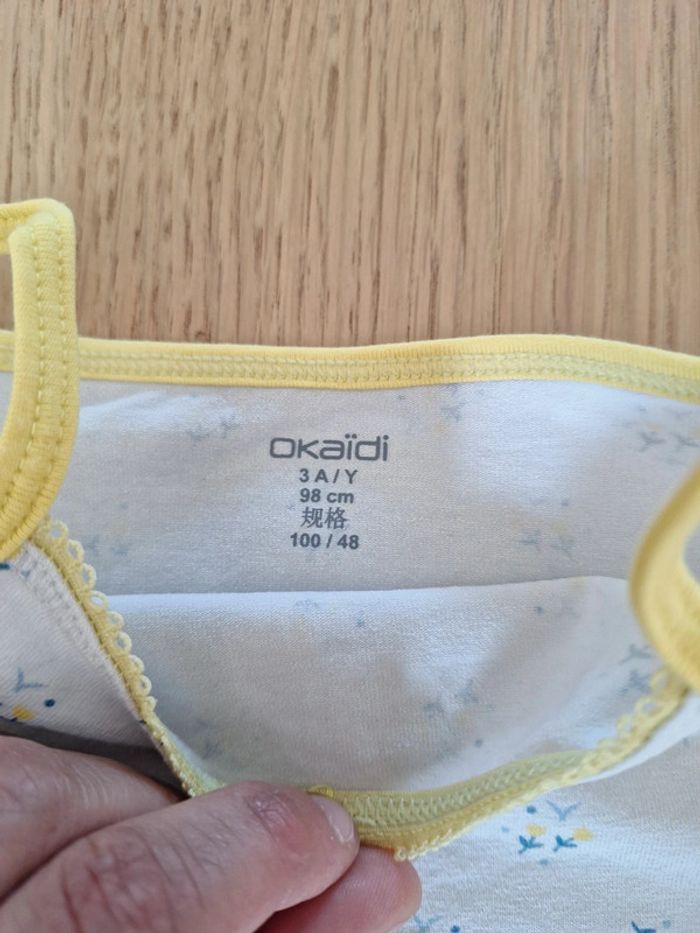 okaïdi
3 A / Y
98 cm
规格
100 / 48